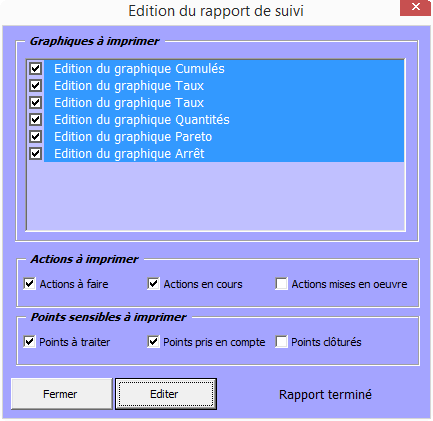 Edition du rapport de suivi
Graphiques à imprimer
Edition du graphique Cumulés
Edition du graphique Taux
Edition du graphique Taux
Edition du graphique Quantités
Edition du graphique Pareto
Edition du graphique Arrêt
Actions à imprimer
Actions à faire Actions en cours Actions mises en oeuvre
Points sensibles à imprimer
Points à traiter Points pris en compte Points clôturés
Fermer Editer Rapport terminé